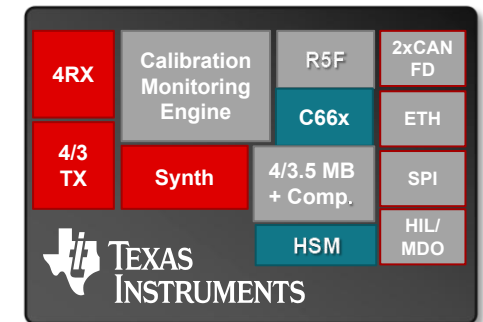 4RX
Calibration
Monitoring
Engine
R5F
2xCAN
FD
C66x
ETH
4/3
TX
Synth
4/3.5 MB
+ Comp.
SPI
HSM
HIL/
MDO
TEXAS
INSTRUMENTS